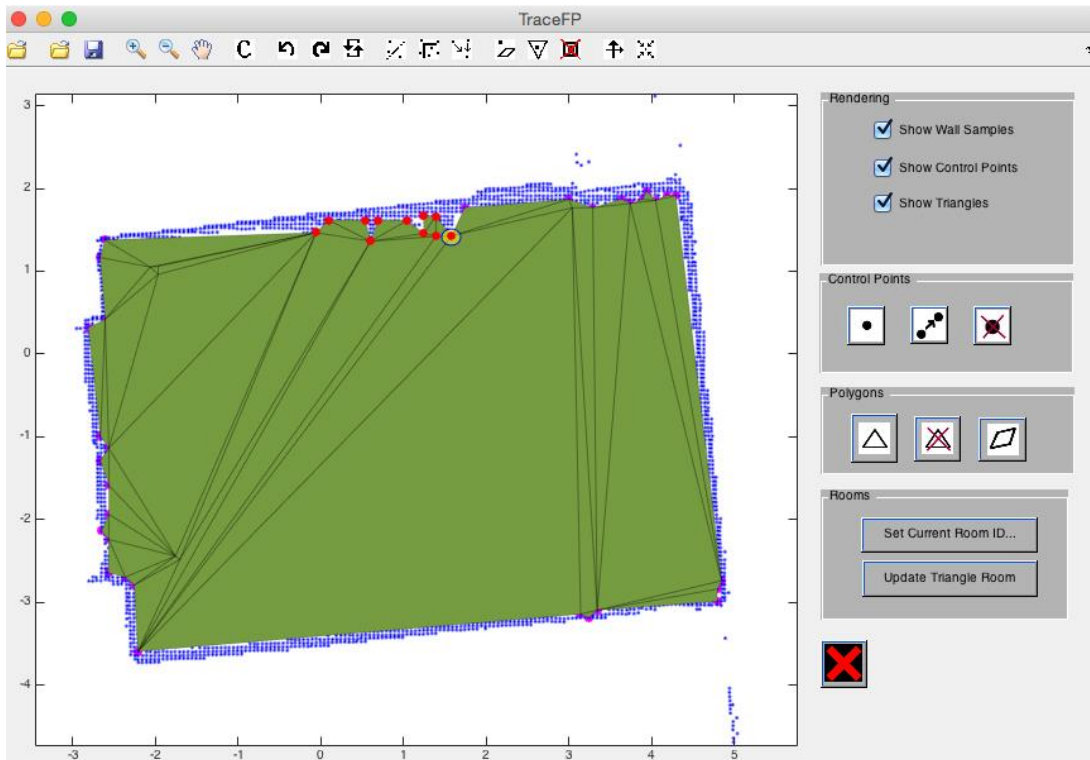 TraceFP
C
3
2
1
0
-1
-2
-3
-4
-3
-2
-1
0
1
2
3
4
5
Rendering
Show Wall Samples
Show Control Points
Show Triangles
Control Points
Polygons
Rooms
Set Current Room ID...
Update Triangle Room